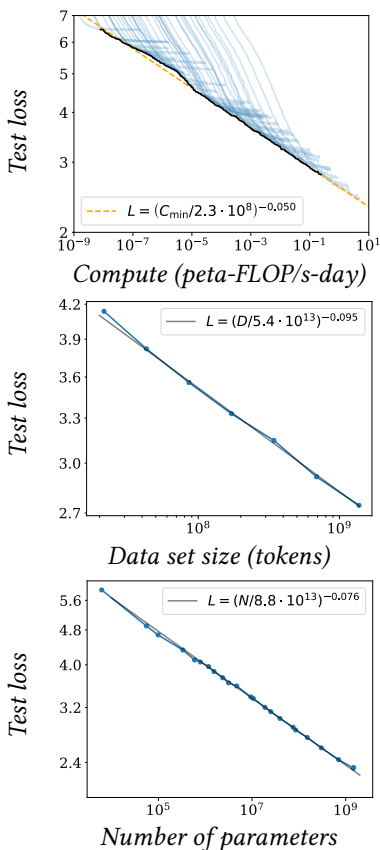 7
6
5
4
3
2
Test loss
L = (C_min/2.3 · 10^8)^−0.050
10^−9 10^−7 10^−5 10^−3 10^−1 10^1
Compute (peta-FLOP/s-day)
4.2
3.9
3.6
3.3
3.0
2.7
Test loss
L = (D/5.4 · 10^13)^−0.095
10^8 10^9
Data set size (tokens)
5.6
4.8
4.0
3.2
2.4
Test loss
L = (N/8.8 · 10^13)^−0.076
10^5 10^7 10^9
Number of parameters